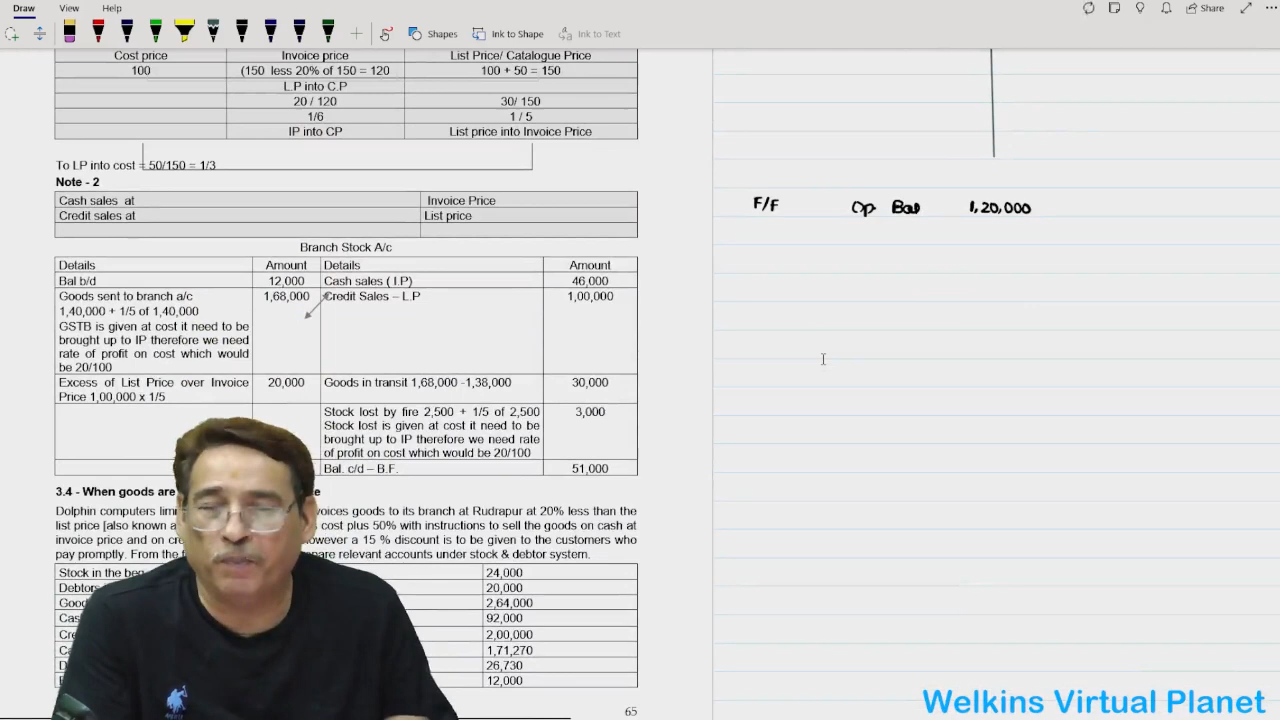 Draw View Help
Share
Shapes Ink to Shape Ink to Text
Cost price Invoice price List Price/ Catalogue Price
100 (150 less 20% of 150 = 120 100 + 50 = 150
L.P into C.P
20 / 120 30/ 150
1/6 1 / 5
IP into CP List price into Invoice Price
To LP into cost = 50/150 = 1/3
Note - 2
Cash sales at Invoice Price
Credit sales at List price
Branch Stock A/c
Details Amount Details Amount
Bal b/d 12,000 Cash sales ( I.P) 46,000
Goods sent to branch a/c 1,68,000 Credit Sales – L.P 1,00,000
1,40,000 + 1/5 of 1,40,000
GSTB is given at cost it need to be
brought up to IP therefore we need
rate of profit on cost which would
be 20/100
Excess of List Price over Invoice 20,000 Goods in transit 1,68,000 -1,38,000 30,000
Price 1,00,000 x 1/5
Stock lost by fire 2,500 + 1/5 of 2,500 3,000
Stock lost is given at cost it need to be
brought up to IP therefore we need rate
of profit on cost which would be 20/100
Bal. c/d – B.F. 51,000
3.4 - When goods are
Dolphin computers voices goods to its branch at Rudrapur at 20% less than the
list price [also known cost plus 50% with instructions to sell the goods on cash at
invoice price and on owever a 15 % discount is to be given to the customers who
pay promptly. From the pare relevant accounts under stock & debtor system.
Stock in the 24,000
Debtors 20,000
2,64,000
92,000
2,00,000
1,71,270
26,730
12,000
65
F/F Op Bal 1,20,000
Welkins Virtual Planet